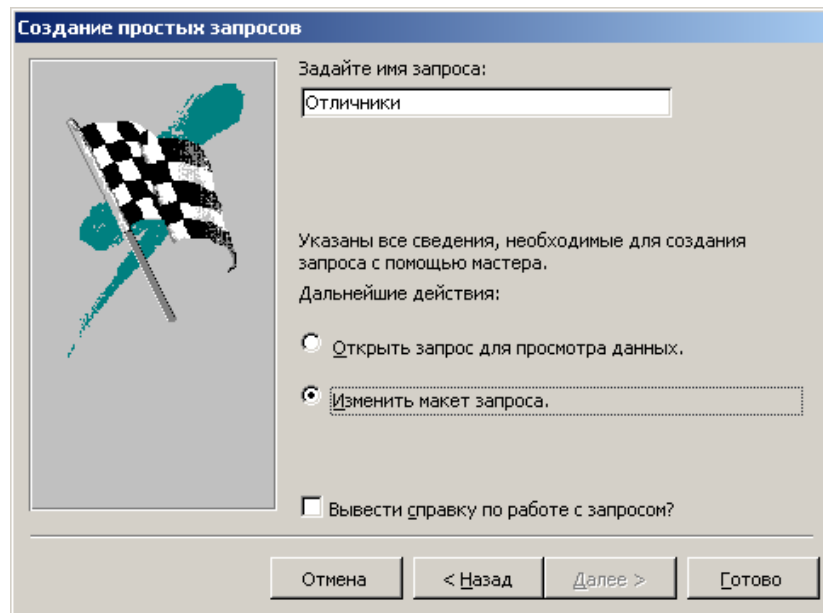 Создание простых запросов
Задайте имя запроса:
Отличники
Указаны все сведения, необходимые для создания
запроса с помощью мастера.
Дальнейшие действия:
Открыть запрос для просмотра данных.
Изменить макет запроса.
Вывести справку по работе с запросом?
Отмена
< Назад
Далее >
Готово